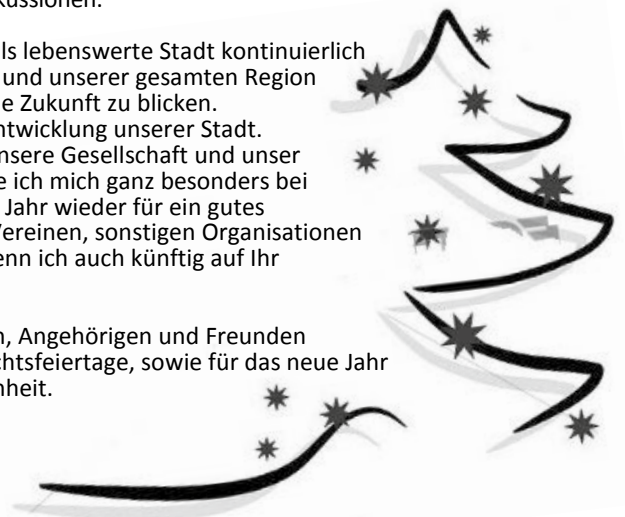 kussionen.
ls lebenswerte Stadt kontinuierlich
und unserer gesamten Region
e Zukunft zu blicken.
ntwicklung unserer Stadt.
nsere Gesellschaft und unser
e ich mich ganz besonders bei
Jahr wieder für ein gutes
Vereinen, sonstigen Organisationen
enn ich auch künftig auf Ihr
n, Angehörigen und Freunden
chtsfeiertage, sowie für das neue Jahr
nheit.